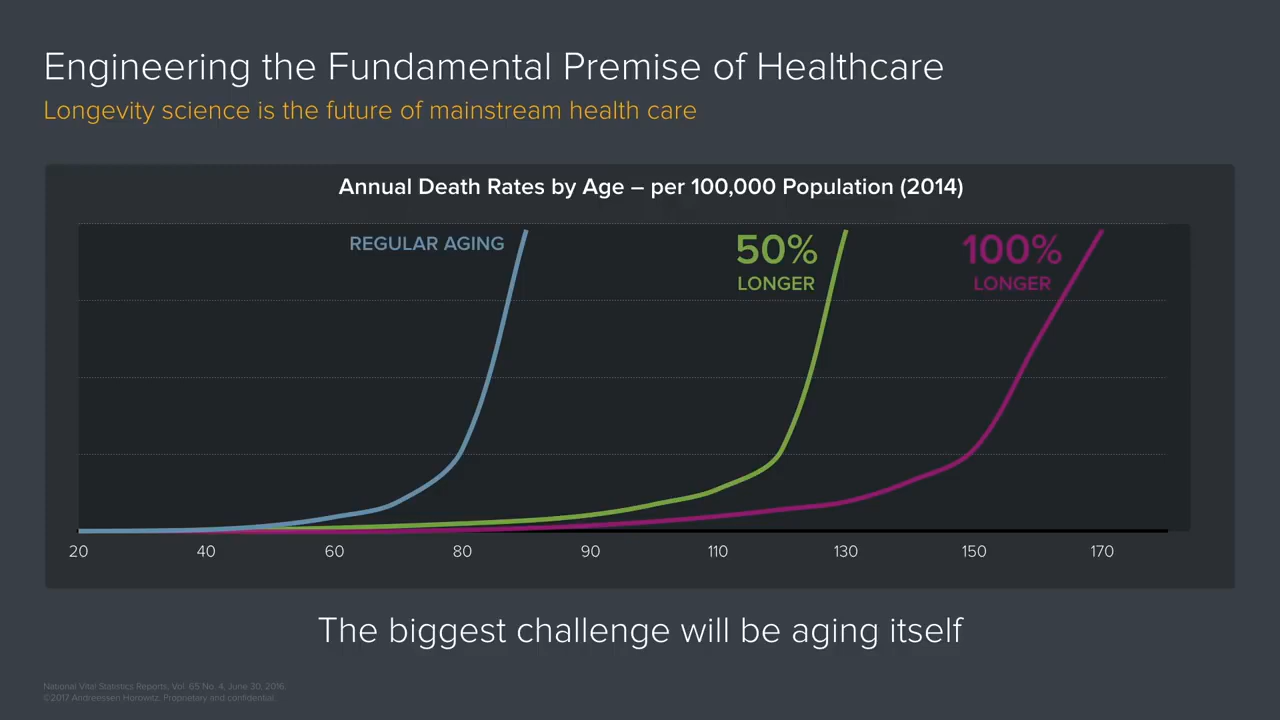 Engineering the Fundamental Premise of Healthcare
Longevity science is the future of mainstream health care
Annual Death Rates by Age – per 100,000 Population (2014)
REGULAR AGING
50%
LONGER
100%
LONGER
20 40 60 80 90 110 130 150 170
The biggest challenge will be aging itself
National Vital Statistics Reports, Vol. 65 No. 4, June 30, 2016.
©2017 Andreessen Horowitz. Proprietary and confidential.